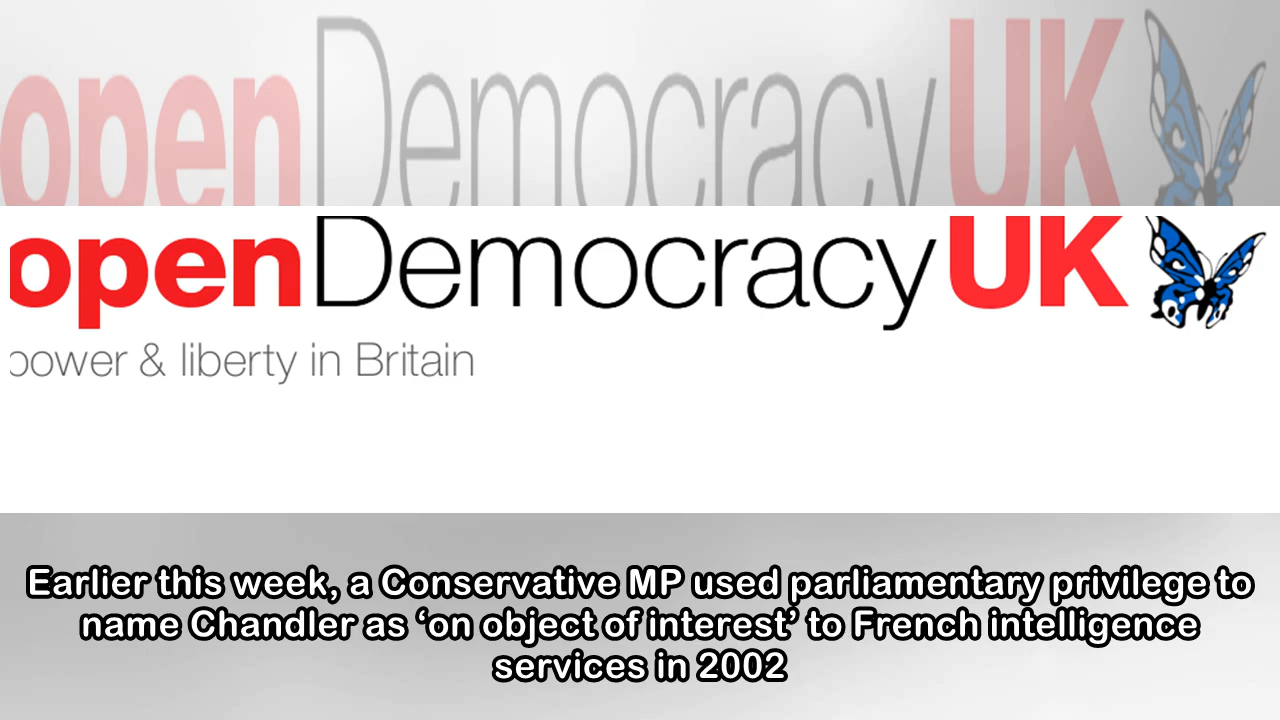 openDemocracyUK
openDemocracyUK
power & liberty in Britain
Earlier this week, a Conservative MP used parliamentary privilege to
name Chandler as ‘on object of interest’ to French intelligence
services in 2002